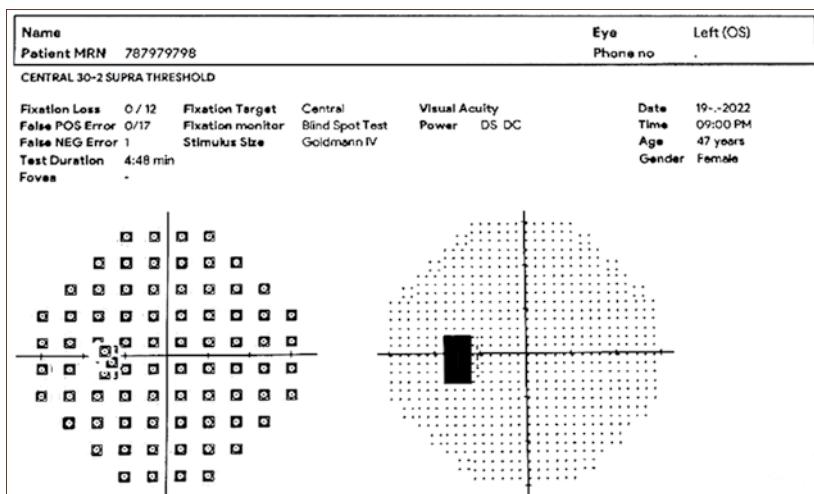 Name Eye Left (OS)
Patient MRN 787979798 Phone no .
CENTRAL 30-2 SUPRA THRESHOLD
Fixation Loss 0 / 12 Fixation Target Central Visual Acuity Date 19-.-2022
False POS Error 0/17 Fixation monitor Blind Spot Test Power DS DC Time 09:00 PM
False NEG Error 1 Stimulus Size Goldmann IV Age 47 years
Test Duration 4:48 min Gender Female
Fovea -